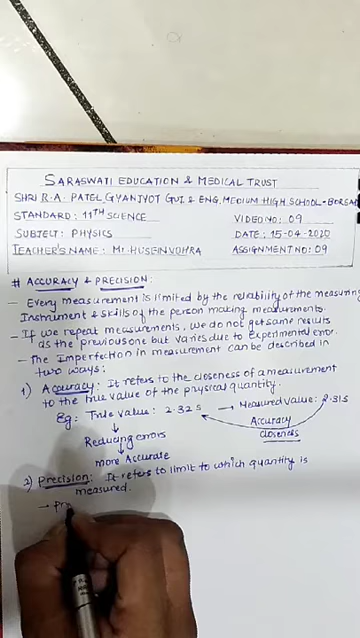 SARASWATI EDUCATION & MEDICAL TRUST
SHRI R.A. PATEL GYANJYOT GUJ. & ENG. MEDIUM HIGH SCHOOL - BORSAD
STANDARD : 11TH SCIENCE VIDEO NO : 09
SUBJECT : PHYSICS DATE : 15-04-2020
TEACHER'S NAME : Mr. HUSEN VOHRA ASSIGNMENT NO : 09
# ACCURACY & PRECISION :
- Every measurement is limited by the reliability of the measuring
Instrument & skills of the person making measurements.
- If we repeat measurements, we do not get same results
as the previous one but varies due to experimental error.
- The Imperfection in measurement can be described in
two ways :
1) Accuracy : It refers to the closeness of a measurement
to the true value of the physical quantity.
Eg : True value : 2.32 s → Measured value : 2.31 s
↓ Accuracy
Reducing errors closeness
↓
more Accurate
2) Precision : It refers to limit to which quantity is
measured.
→ Pr